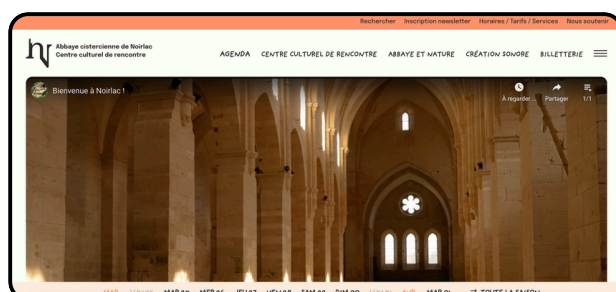 Rechercher Inscription newsletter Horaires / Tarifs / Services Nous soutenir
Abbaye cistercienne de Noirlac
Centre culturel de rencontre
AGENDA CENTRE CULTUREL DE RENCONTRE ABBAYE ET NATURE CRÉATION SONORE BILLETTERIE
Bienvenue à Noirlac !
À regarder ... Partager 1/1
TOUTE LA SAISON